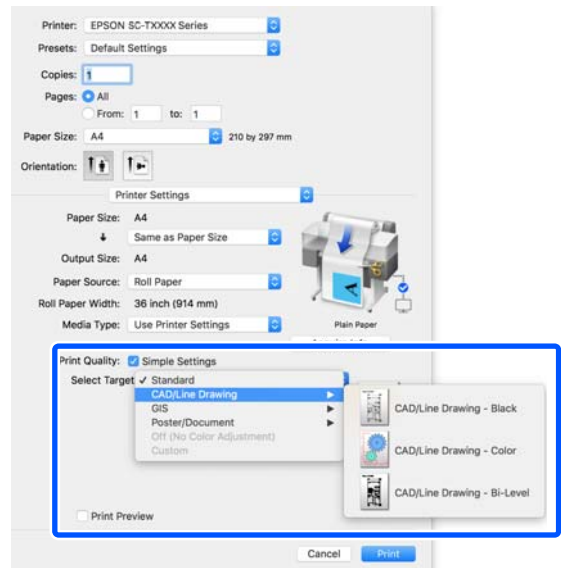 Printer: EPSON SC-TXXXX Series
Presets: Default Settings
Copies: 1
Pages: All
From: 1 to: 1
Paper Size: A4 210 by 297 mm
Orientation:
Printer Settings
Paper Size: A4
Same as Paper Size
Output Size: A4
Paper Source: Roll Paper
Roll Paper Width: 36 inch (914 mm)
Media Type: Use Printer Settings
Plain Paper
Print Quality: Simple Settings
Select Target Standard
CAD/Line Drawing
GIS
Poster/Document
Off (No Color Adjustment)
Custom
CAD/Line Drawing - Black
CAD/Line Drawing - Color
CAD/Line Drawing - Bi-Level
Print Preview
Cancel Print